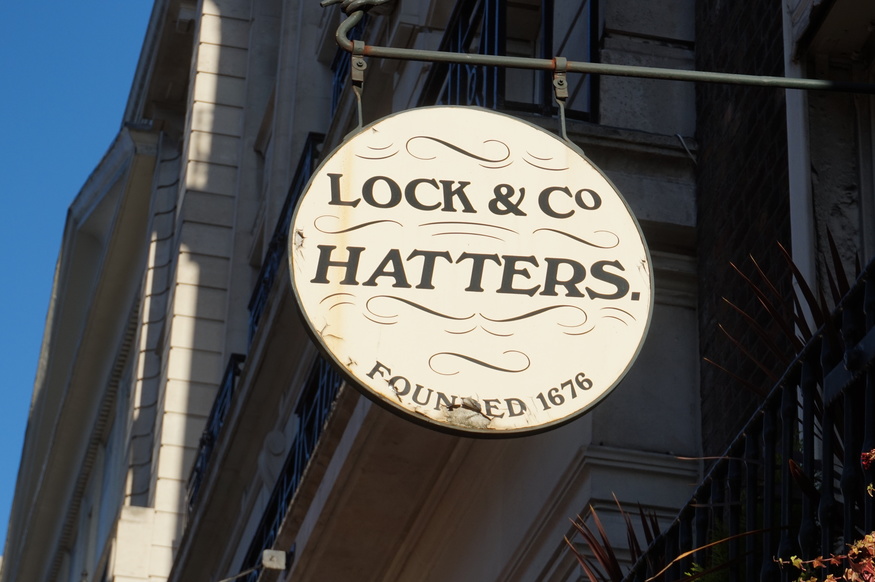 LOCK & Co
HATTERS.
FOUNDED 1676